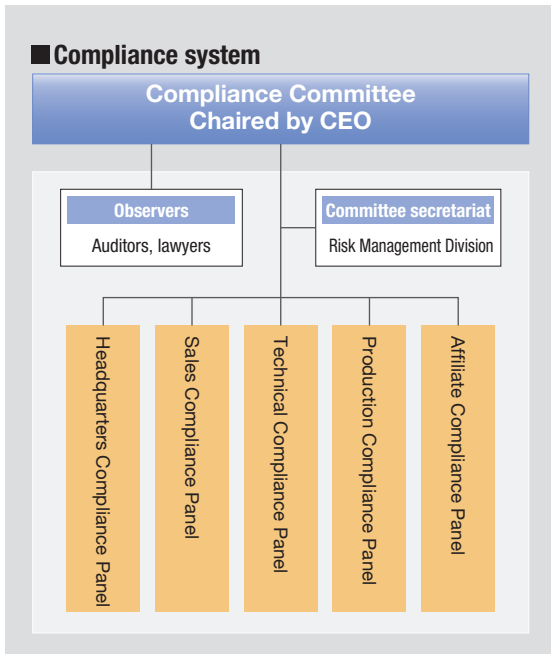 Compliance system
Compliance Committee
Chaired by CEO
Observers
Auditors, lawyers
Committee secretariat
Risk Management Division
Headquarters Compliance Panel
Sales Compliance Panel
Technical Compliance Panel
Production Compliance Panel
Affiliate Compliance Panel